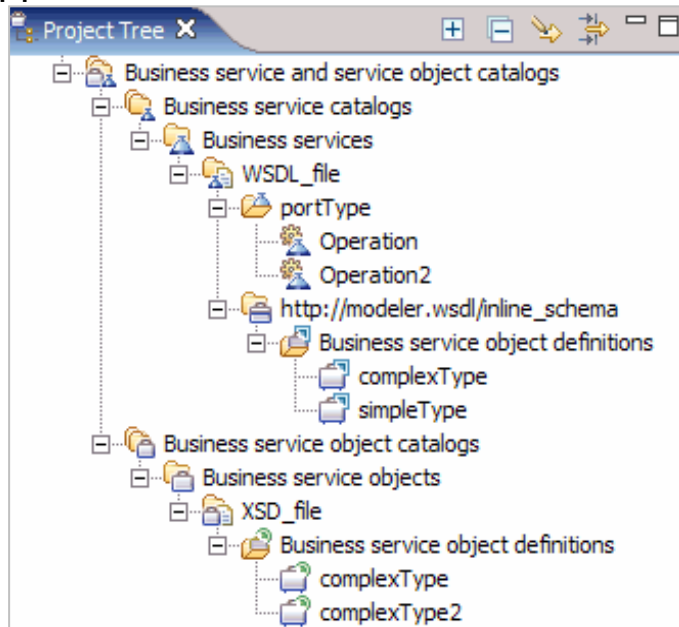 Project Tree
Business service and service object catalogs
Business service catalogs
Business services
WSDL_file
portType
Operation
Operation2
http://modeler.wsdl/inline_schema
Business service object definitions
complexType
simpleType
Business service object catalogs
Business service objects
XSD_file
Business service object definitions
complexType
complexType2